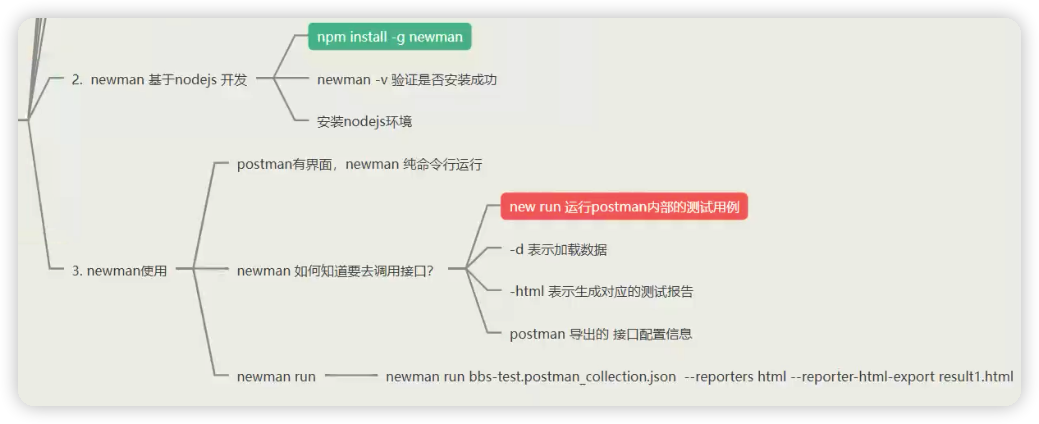 npm install -g newman
2. newman 基于nodejs 开发
newman -v 验证是否安装成功
安装nodejs环境
postman有界面，newman 纯命令行运行
new run 运行postman内部的测试用例
-d 表示加载数据
3. newman使用
newman 如何知道要去调用接口？
-html 表示生成对应的测试报告
postman 导出的 接口配置信息
newman run
newman run bbs-test.postman_collection.json --reporters html --reporter-html-export result1.html